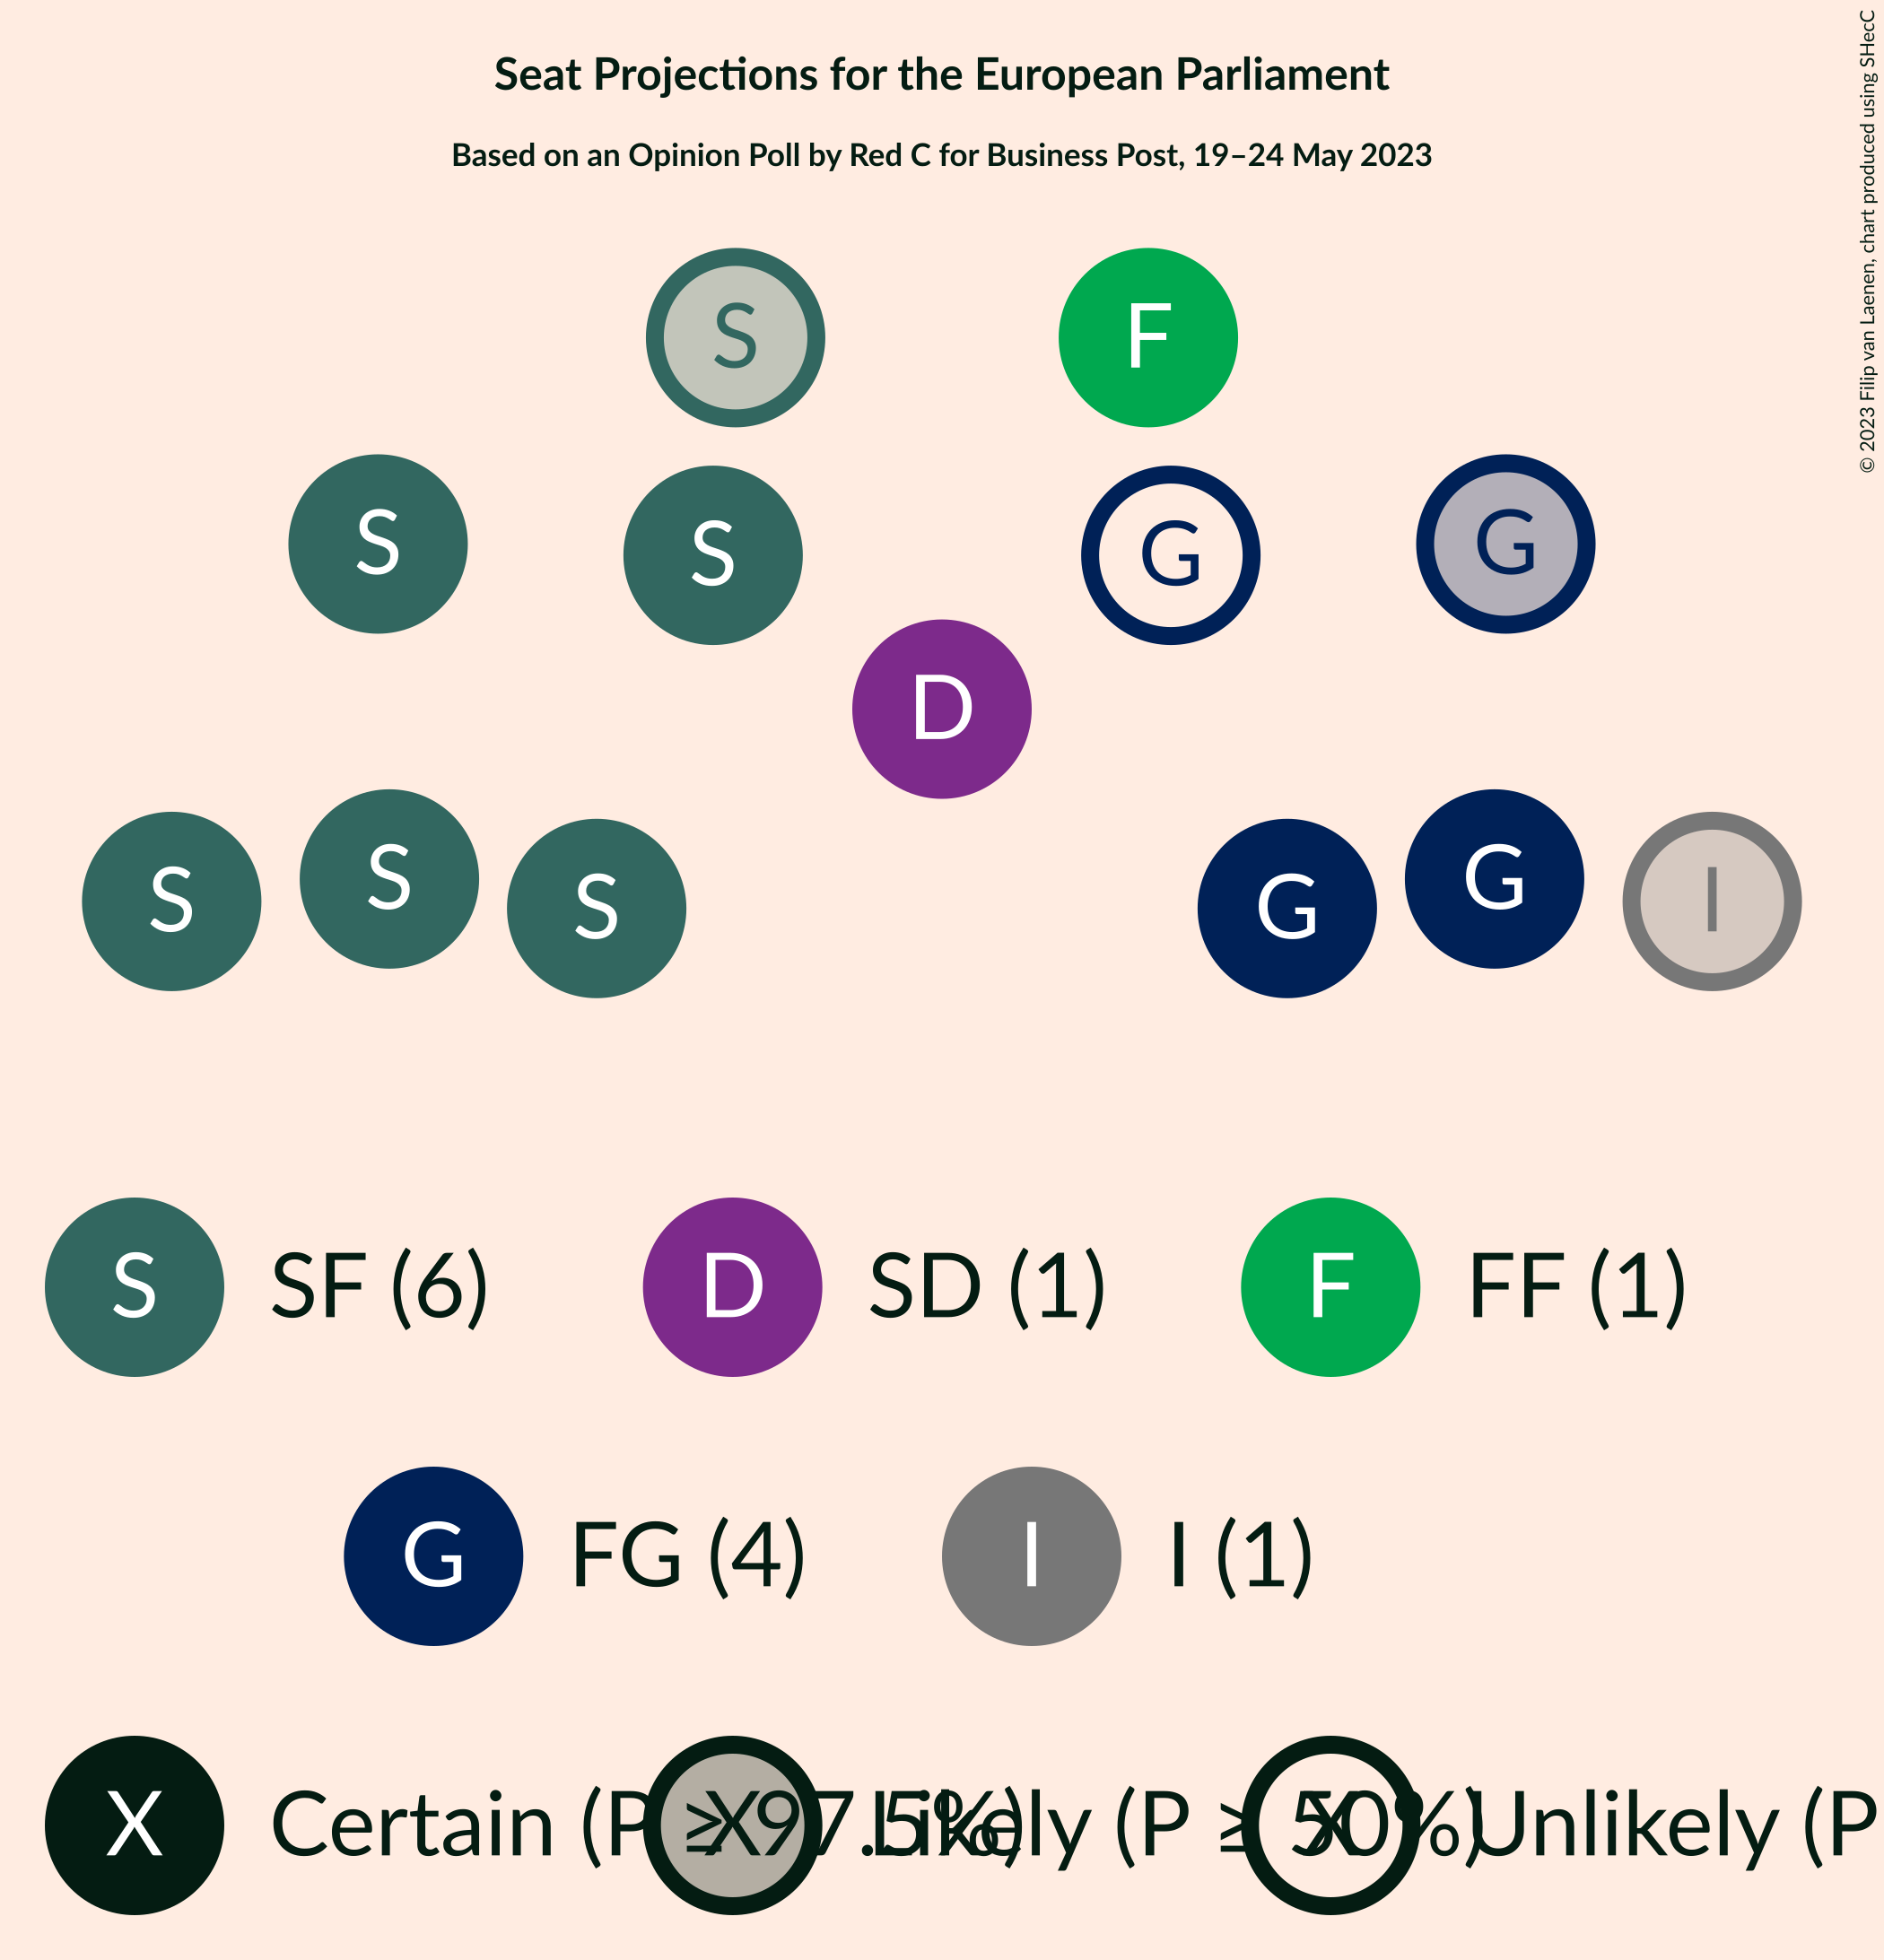 Seat Projections for the European Parliament
Based on an Opinion Poll by Red C for Business Post, 19–24 May 2023
© 2023 Filip van Laenen, chart produced using SHecC
S F
S S G G
D
S S S G G I
S SF (6) D SD (1) F FF (1)
G FG (4) I I (1)
X Certain (P ≥ 97.5%) X Likely (P ≥ 50%) X Unlikely (P